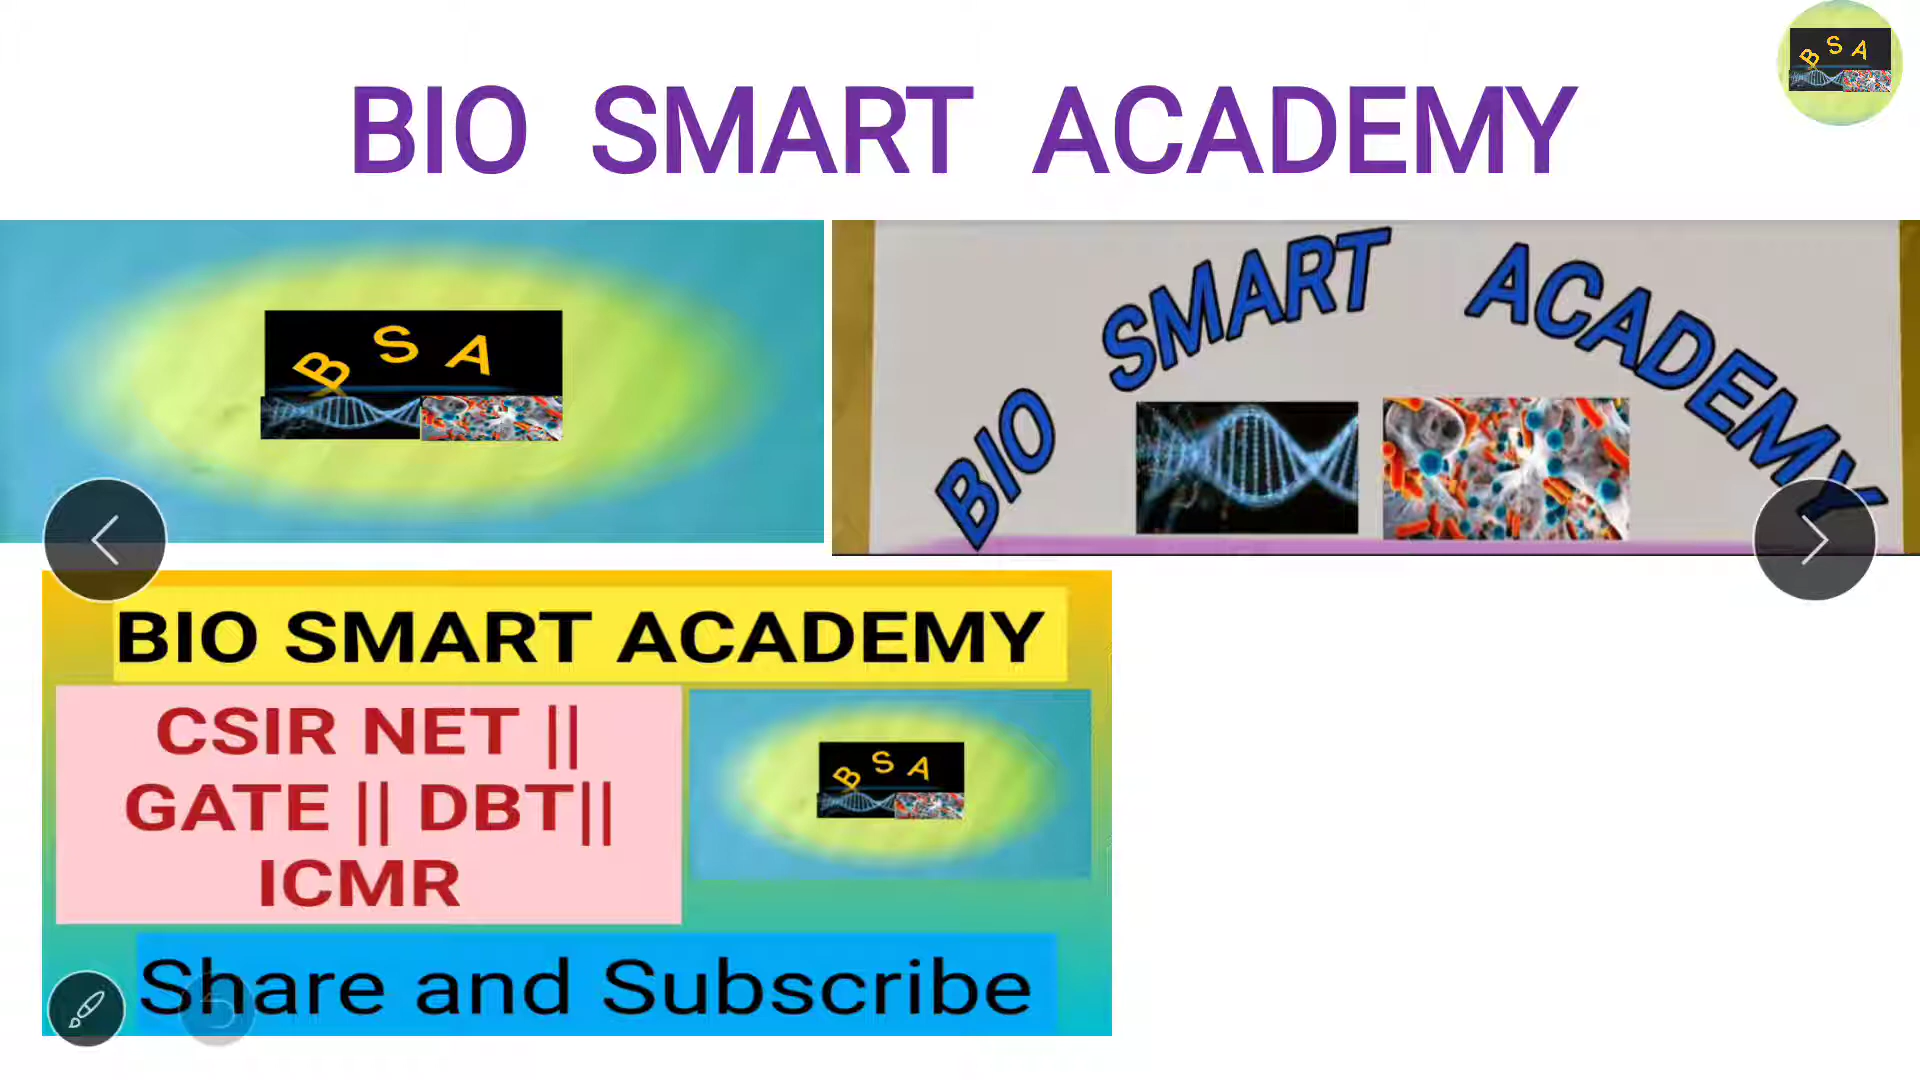 BIO SMART ACADEMY
B S A
B S A
BIO SMART ACADEMY
BIO SMART ACADEMY
CSIR NET ||
GATE || DBT||
ICMR
B S A
Share and Subscribe